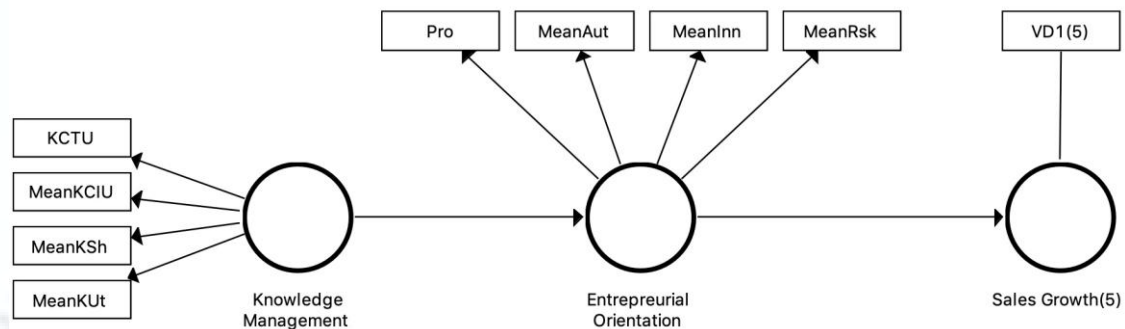 Pro
MeanAut
MeanInn
MeanRsk
VD1(5)
KCTU
MeanKCIU
MeanKSh
MeanKUt
Knowledge
Management
Entrepreurial
Orientation
Sales Growth(5)